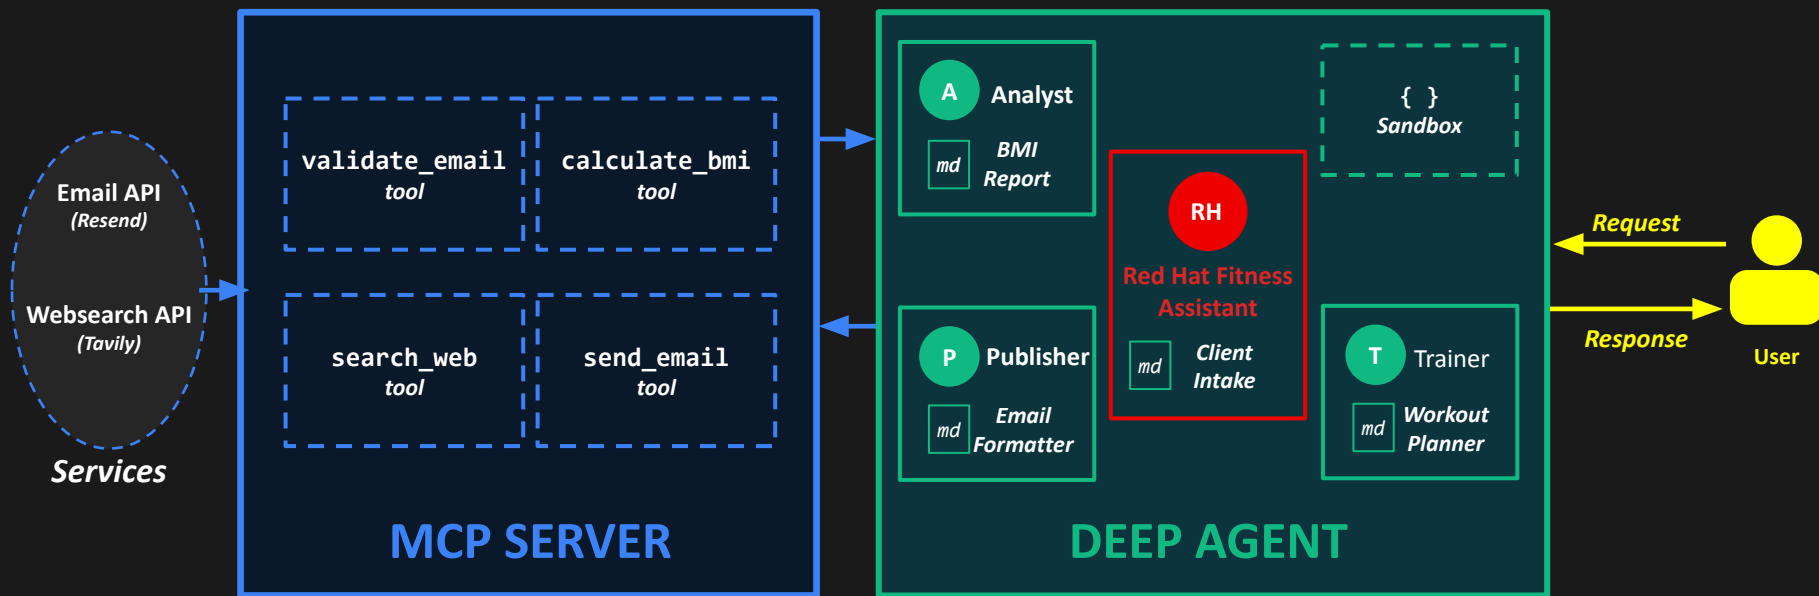 Email API
(Resend)
Websearch API
(Tavily)
Services
validate_email
tool
calculate_bmi
tool
search_web
tool
send_email
tool
MCP SERVER
A
Analyst
md
BMI
Report
{ }
Sandbox
RH
Red Hat Fitness
Assistant
md
Client
Intake
P
Publisher
md
Email
Formatter
T
Trainer
md
Workout
Planner
DEEP AGENT
Request
Response
User